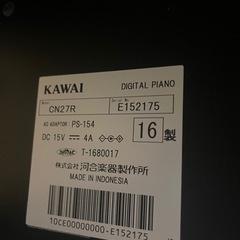 KAWAI DIGITAL PIANO
MODEL CN27R E152175
AC ADAPTOR : PS-154
DC 15V 4A 16 製
T-1680017
株式会社 河合楽器製作所
MADE IN INDONESIA
10CE00000000-E152175